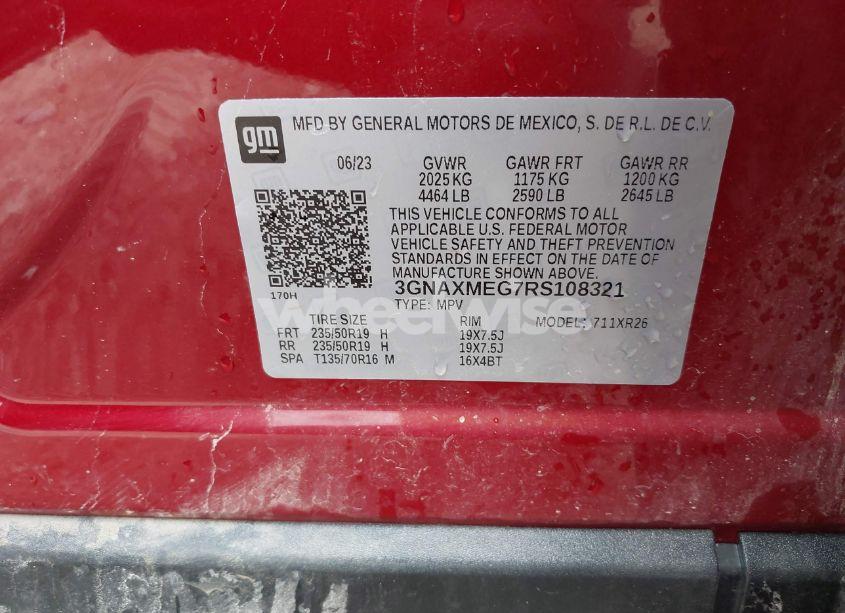 gm
MFD BY GENERAL MOTORS DE MEXICO, S. DE R.L. DE C.V.
06/23 GVWR GAWR FRT GAWR RR
2025 KG 1175 KG 1200 KG
4464 LB 2590 LB 2645 LB
THIS VEHICLE CONFORMS TO ALL
APPLICABLE U.S. FEDERAL MOTOR
VEHICLE SAFETY AND THEFT PREVENTION
STANDARDS IN EFFECT ON THE DATE OF
MANUFACTURE SHOWN ABOVE.
170H 3GNAXMEG7RS108321
TYPE: MPV
wheelwise
TIRE SIZE RIM MODEL: 711XR26
FRT 235/50R19 H 19X7.5J
RR 235/50R19 H 19X7.5J
SPA T135/70R16 M 16X4BT